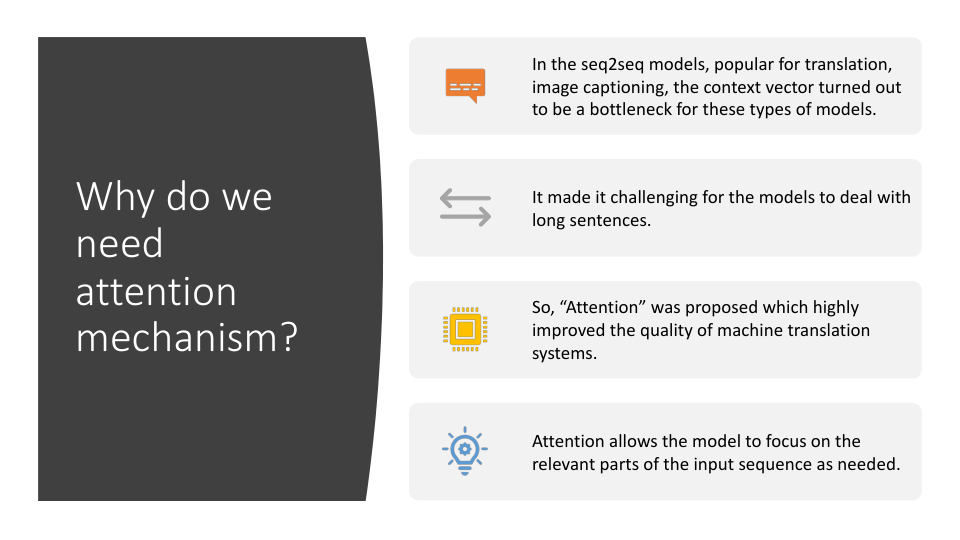 Why do we
need
attention
mechanism?
In the seq2seq models, popular for translation,
image captioning, the context vector turned out
to be a bottleneck for these types of models.
It made it challenging for the models to deal with
long sentences.
So, “Attention” was proposed which highly
improved the quality of machine translation
systems.
Attention allows the model to focus on the
relevant parts of the input sequence as needed.